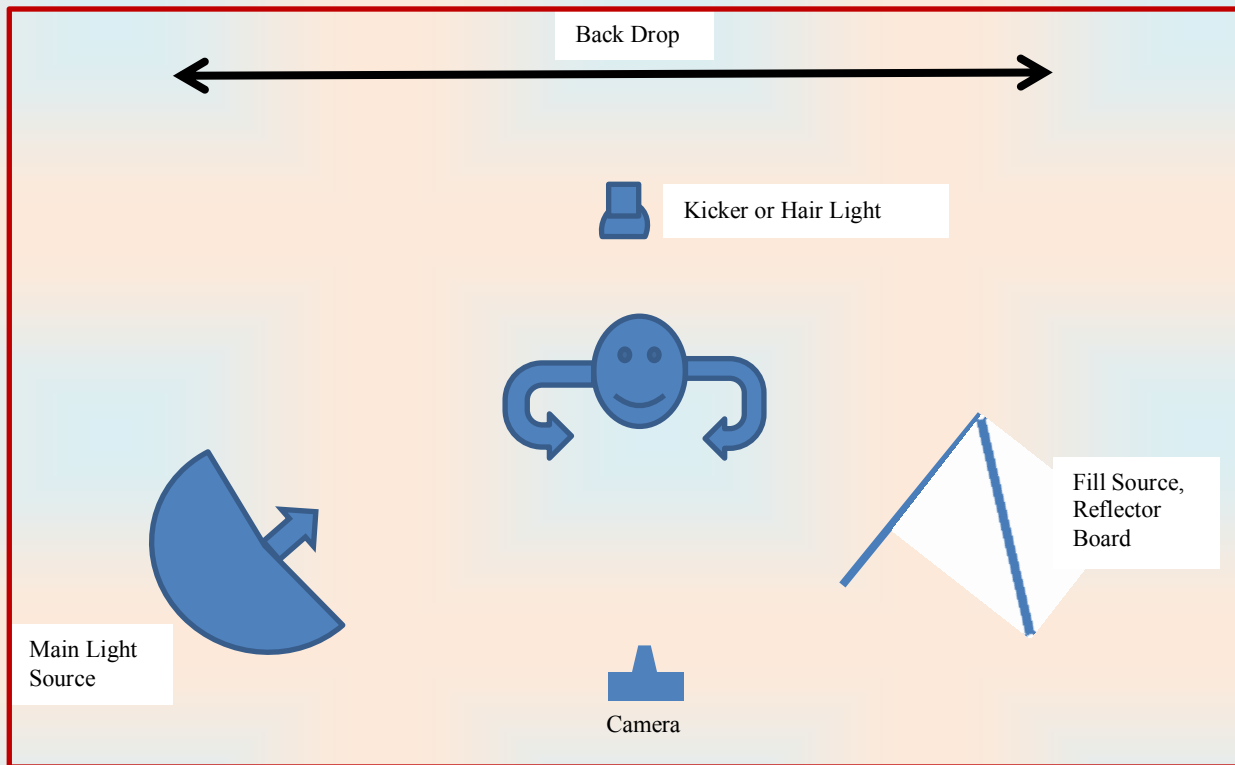 Back Drop
Kicker or Hair Light
Fill Source,
Reflector
Board
Main Light
Source
Camera